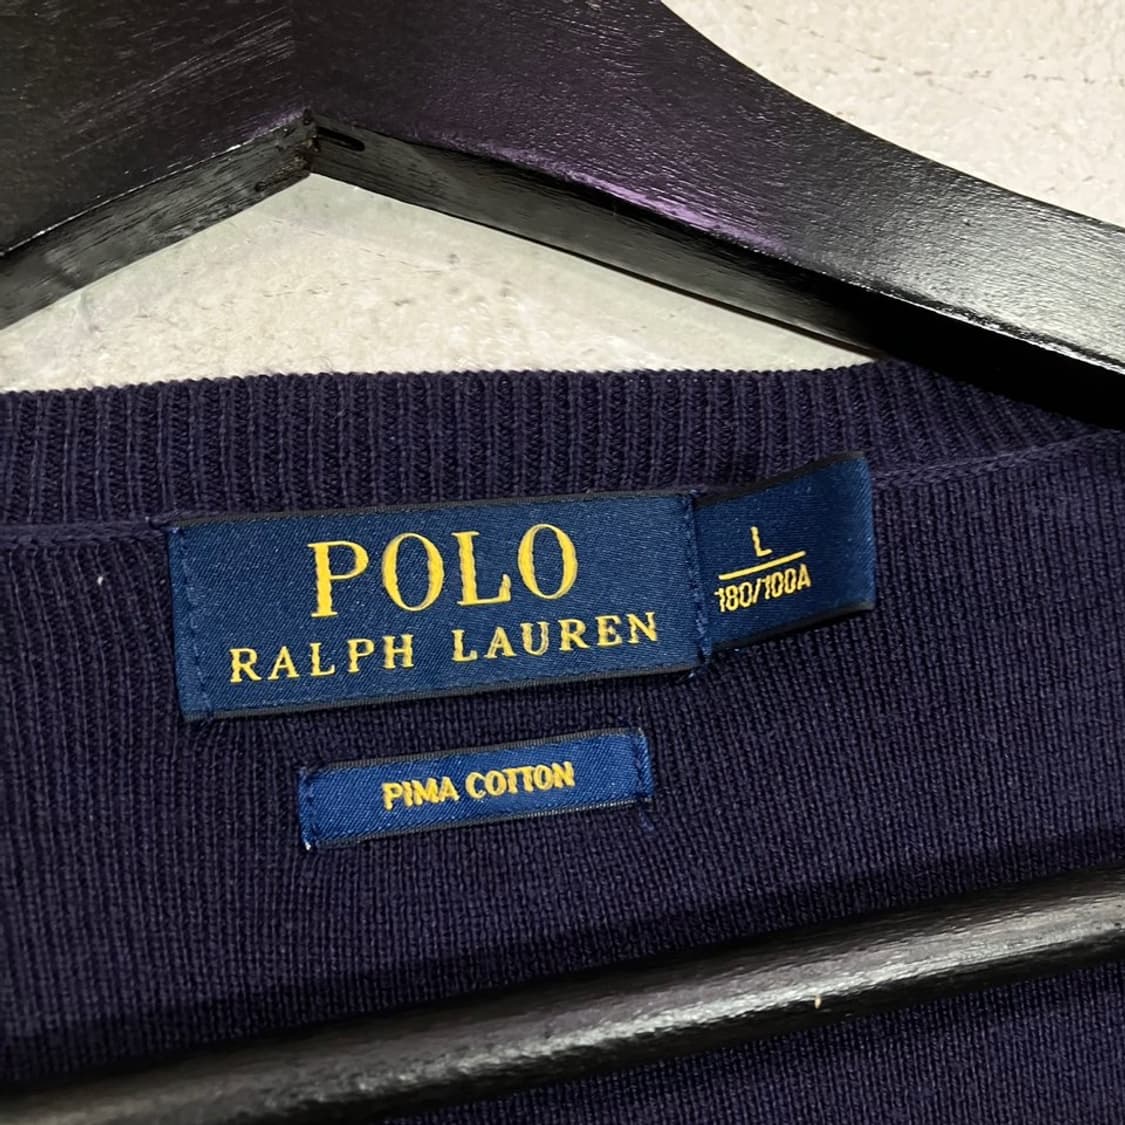 POLO
RALPH LAUREN
L
180/100A
PIMA COTTON